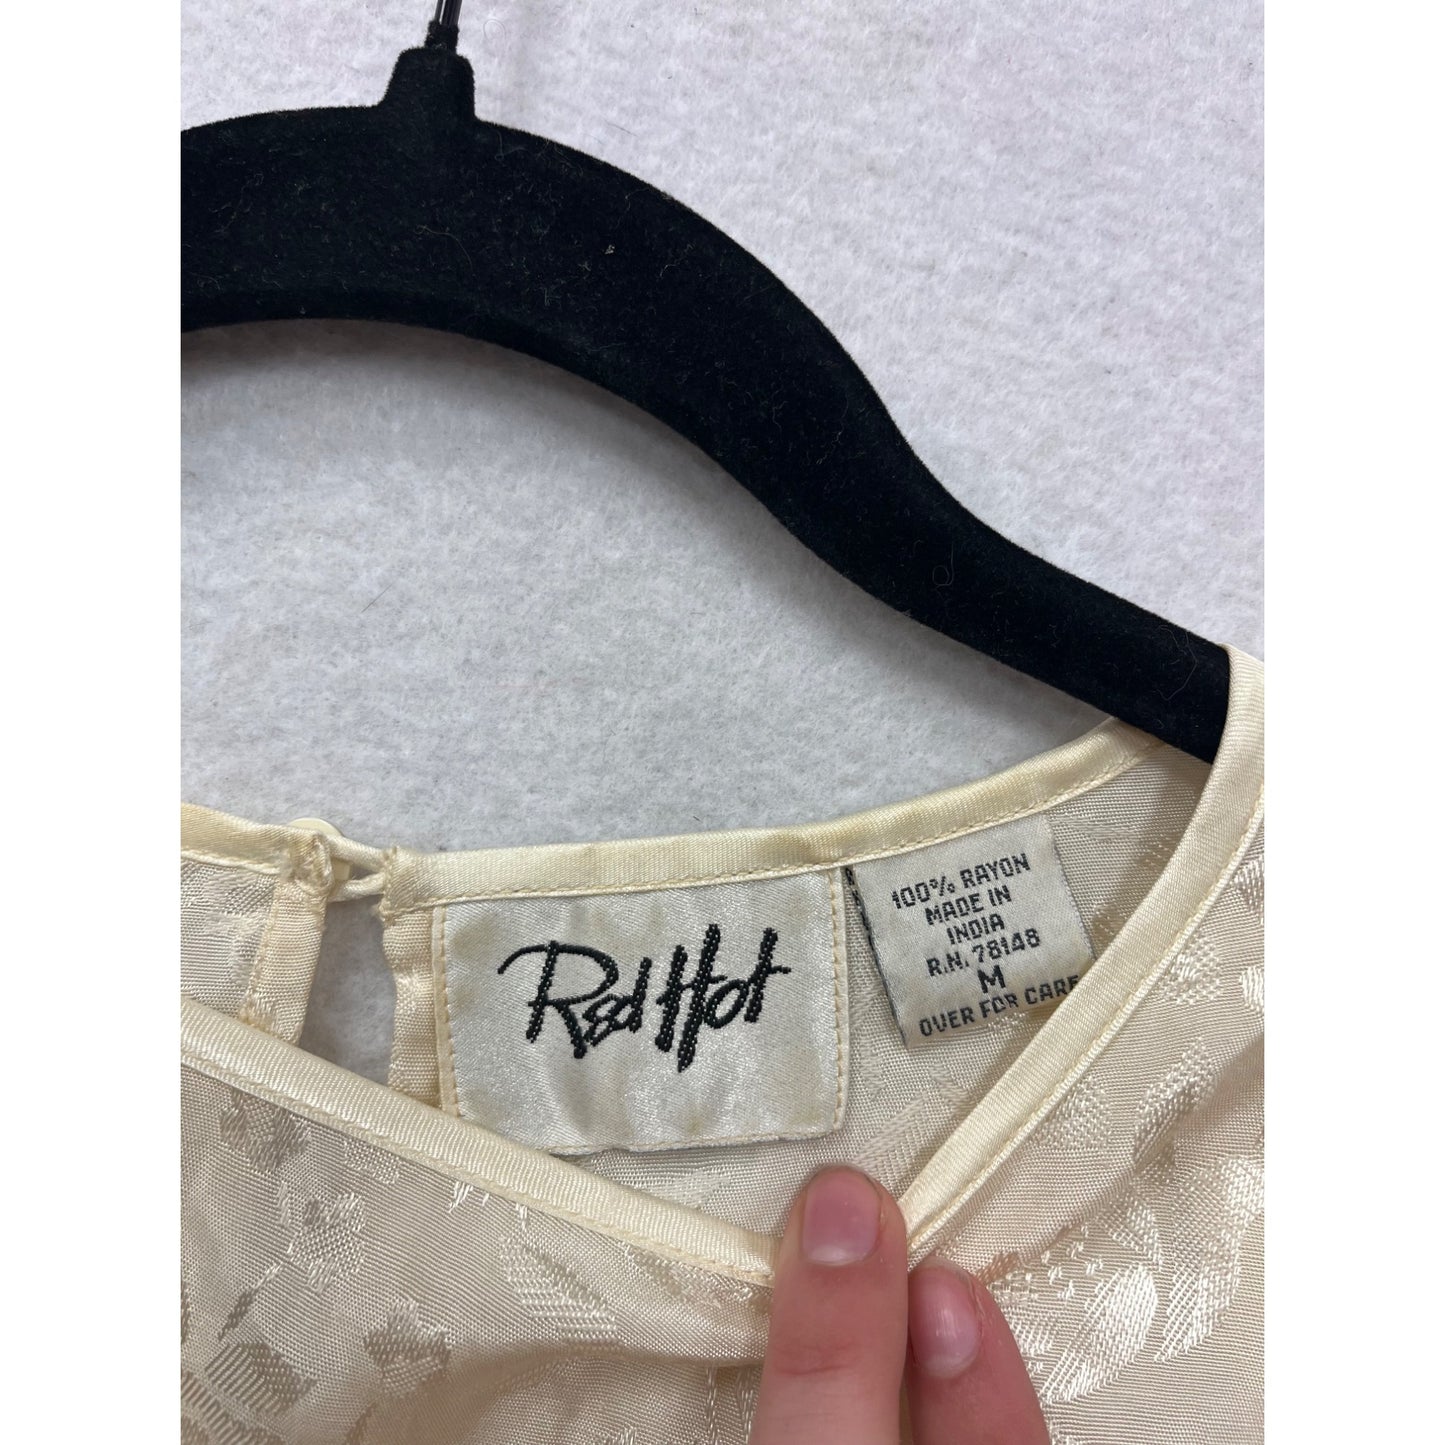 Red Hot
100% RAYON
MADE IN
INDIA
R.N. 78148
M
OVER FOR CARE